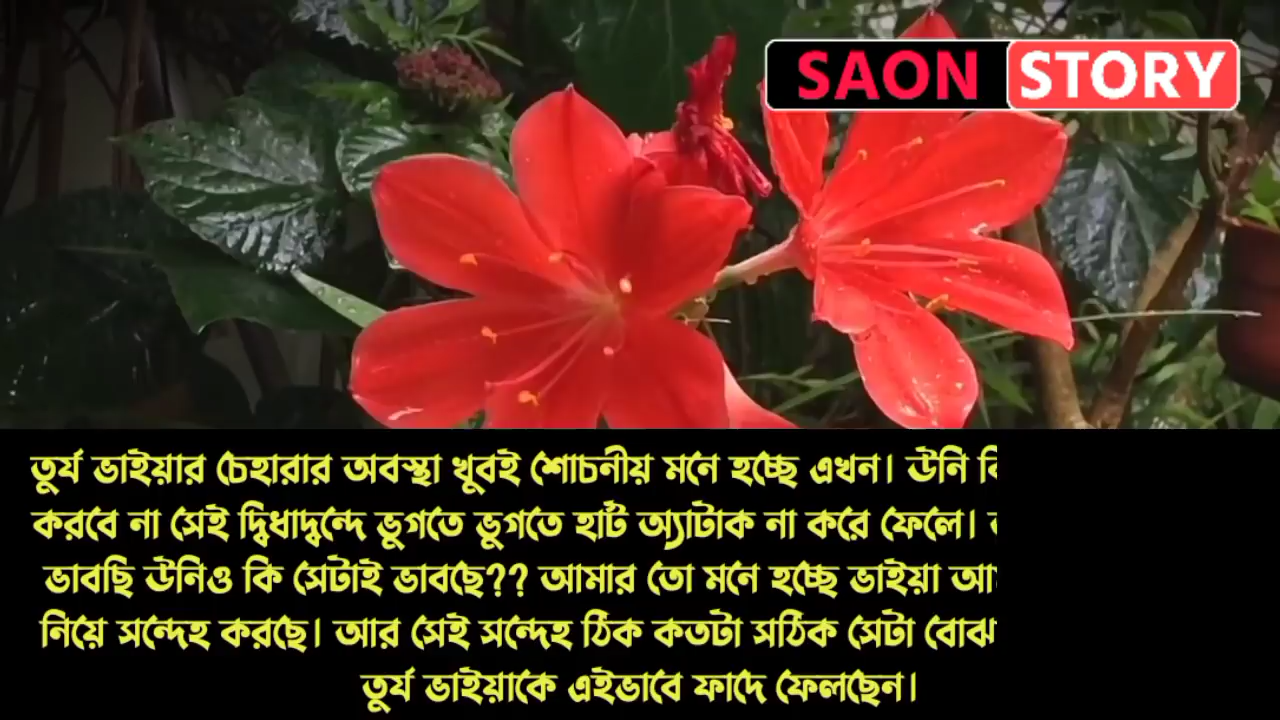 SAON STORY
তুর্য ভাইয়ার চেহারার অবস্থা খুবই শোচনীয় মনে হচ্ছে এখন। উনি
করবে না সেই দ্বিধাদ্বন্দে ভুগতে ভুগতে হার্ট অ্যাটাক না করে ফেলে।
ভাবছি উনিও কি সেটাই ভাবছে?? আমার তো মনে হচ্ছে ভাইয়া
নিয়ে সন্দেহ করছে। আর সেই সন্দেহ ঠিক কতটা সঠিক সেটা
তুর্য ভাইয়াকে এইভাবে ফাদে ফেলছেন।